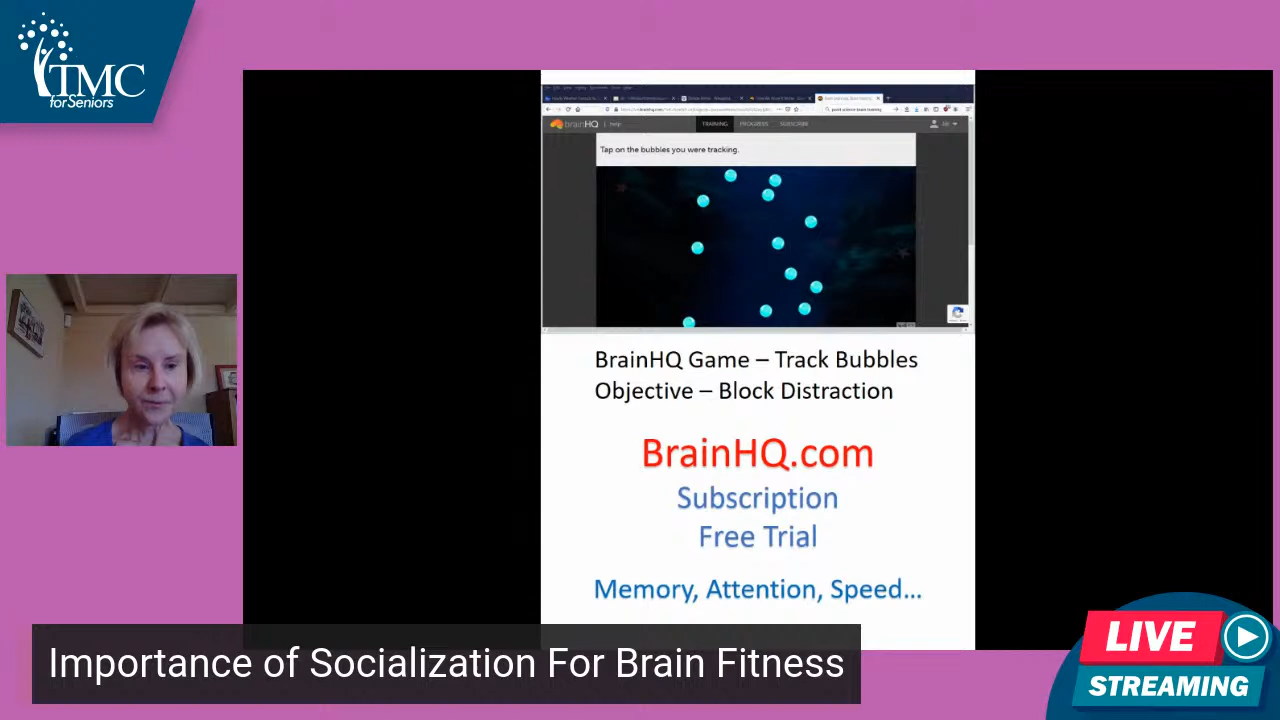 TMC
for Seniors
brainHQ
Help
TRAINING
PROGRESS
SUBSCRIBE
Tap on the bubbles you were tracking.
BrainHQ Game – Track Bubbles
Objective – Block Distraction
BrainHQ.com
Subscription
Free Trial
Memory, Attention, Speed...
Importance of Socialization For Brain Fitness
LIVE
STREAMING